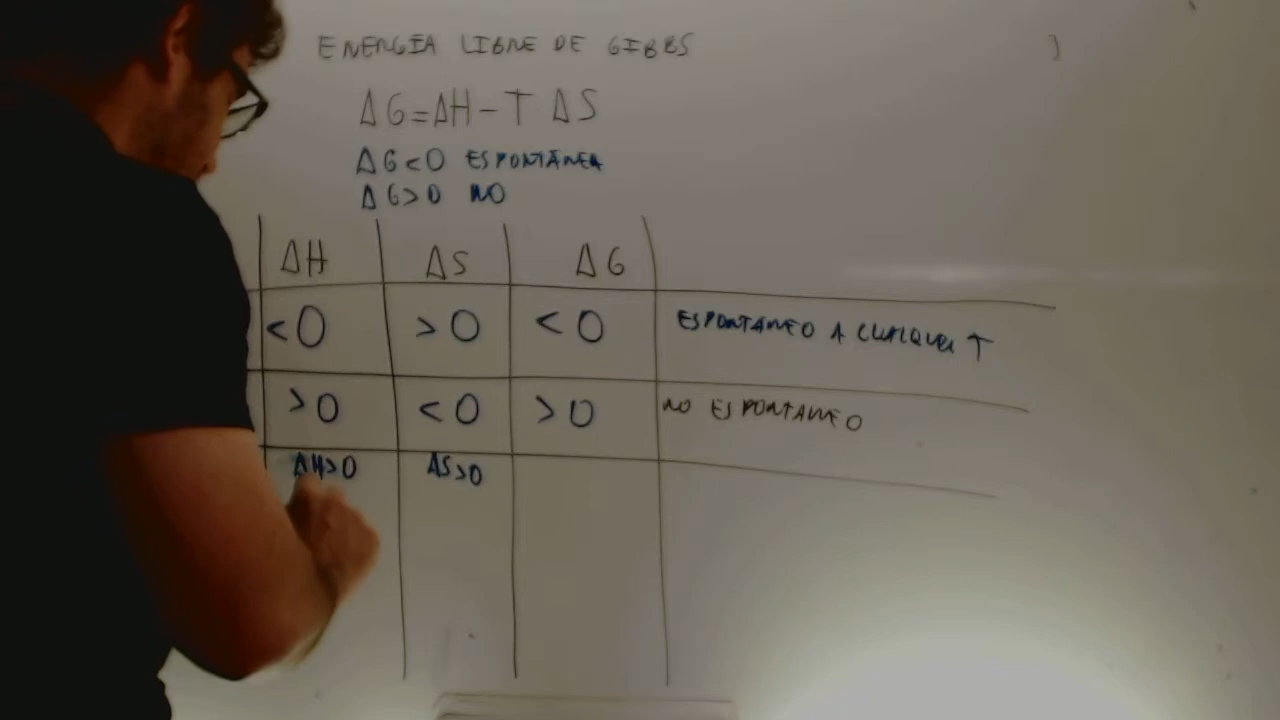 ENERGÍA LIBRE DE GIBBS
ΔG=ΔH-T ΔS
ΔG<0 ESPONTÁNEA
ΔG>0 NO
ΔH ΔS ΔG
<0 >0 <0 ESPONTANEO A CUALQUIER T
>0 <0 >0 NO ESPONTANEO
ΔH>0 ΔS>0